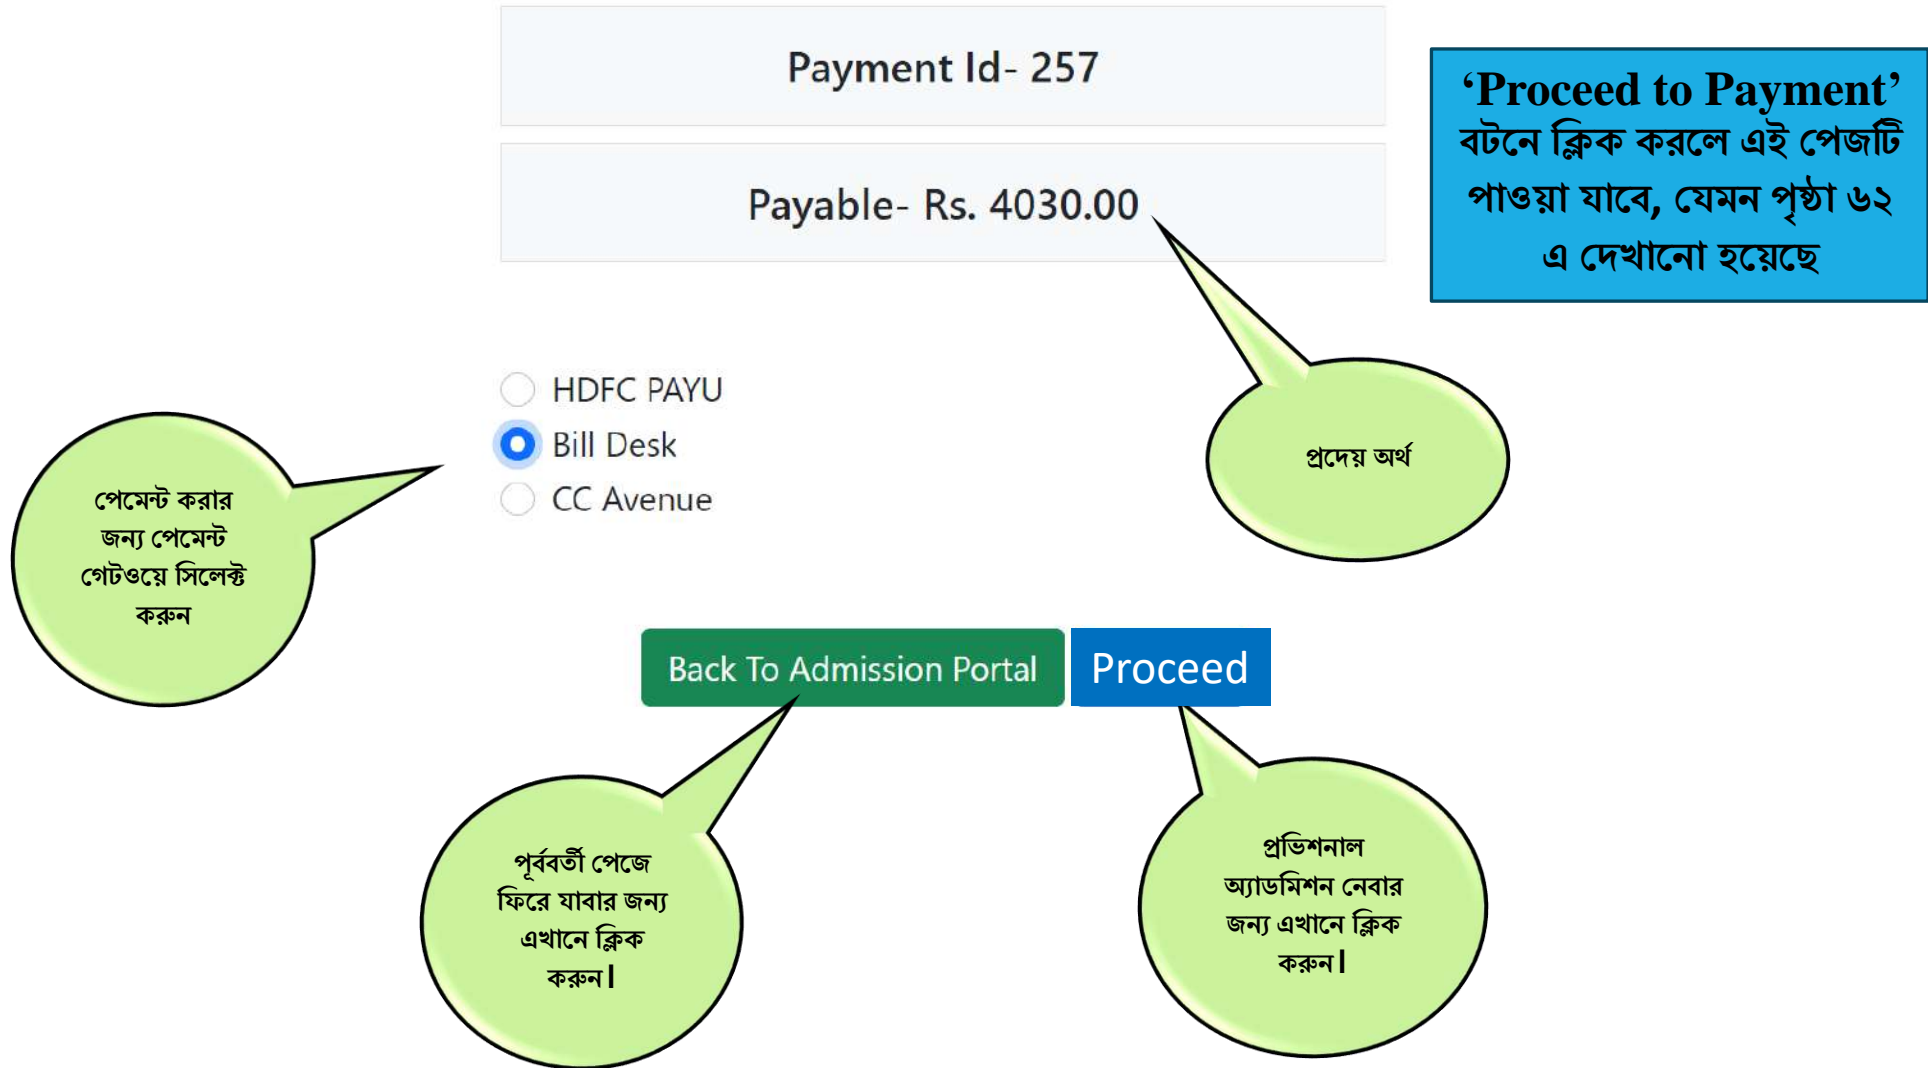 Payment Id- 257
Payable- Rs. 4030.00
‘Proceed to Payment’
বটনে ক্লিক করলে এই পেজটি
পাওয়া যাবে, যেমন পৃষ্ঠা ৬২
এ দেখানো হয়েছে
HDFC PAYU
Bill Desk
CC Avenue
প্রদেয় অর্থ
পেমেন্ট করার
জন্য পেমেন্ট
গেটওয়ে সিলেক্ট
করুন
Back To Admission Portal
Proceed
পূর্ববর্তী পেজে
ফিরে যাবার জন্য
এখানে ক্লিক
করুন।
প্রভিশনাল
অ্যাডমিশন নেবার
জন্য এখানে ক্লিক
করুন।